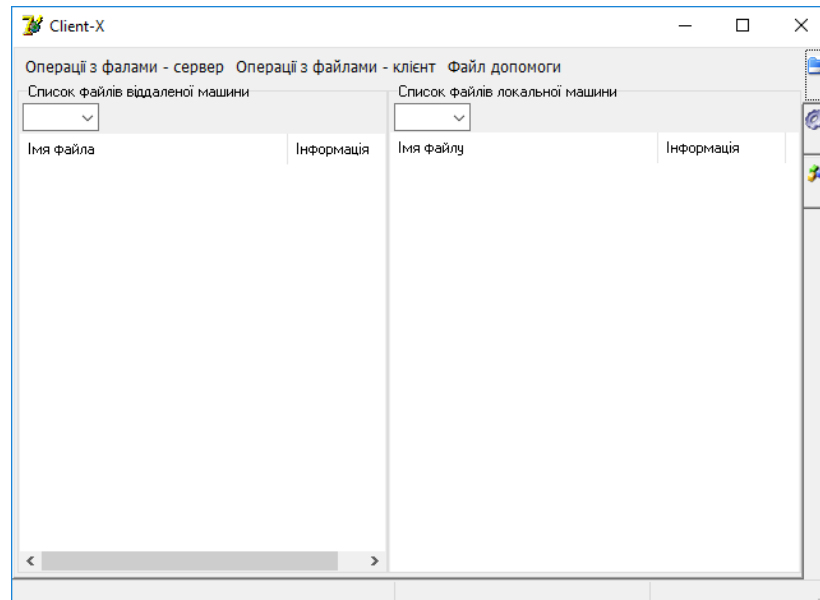 Client-X
Операції з фалами - сервер Операції з файлами - клієнт Файл допомоги
Список файлів віддаленої машини
Список файлів локальної машини
Імя файла Інформація
Імя файлу Інформація